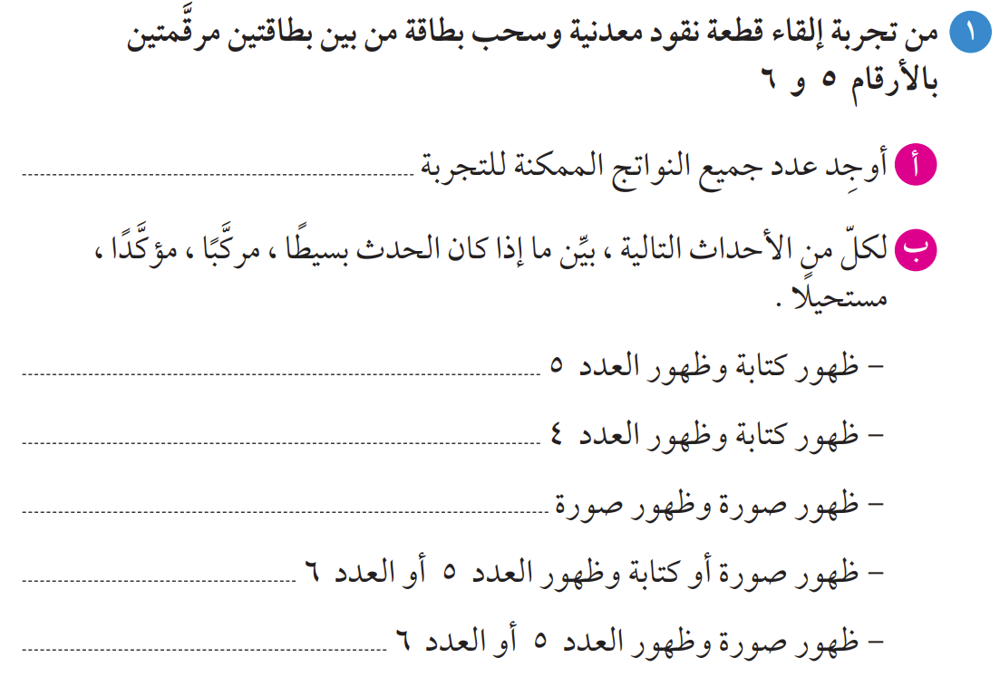 ١ من تجربة إلقاء قطعة نقود معدنية وسحب بطاقة من بين بطاقتين مرقَّمتين
بالأرقام ٥ و ٦
أ أوجِد عدد جميع النواتج الممكنة للتجربة
ب لكلّ من الأحداث التالية ، بيِّن ما إذا كان الحدث بسيطًا ، مركَّبًا ، مؤكَّدًا ،
مستحيلًا .
– ظهور كتابة وظهور العدد ٥
– ظهور كتابة وظهور العدد ٤
– ظهور صورة وظهور صورة
– ظهور صورة أو كتابة وظهور العدد ٥ أو العدد ٦
– ظهور صورة وظهور العدد ٥ أو العدد ٦